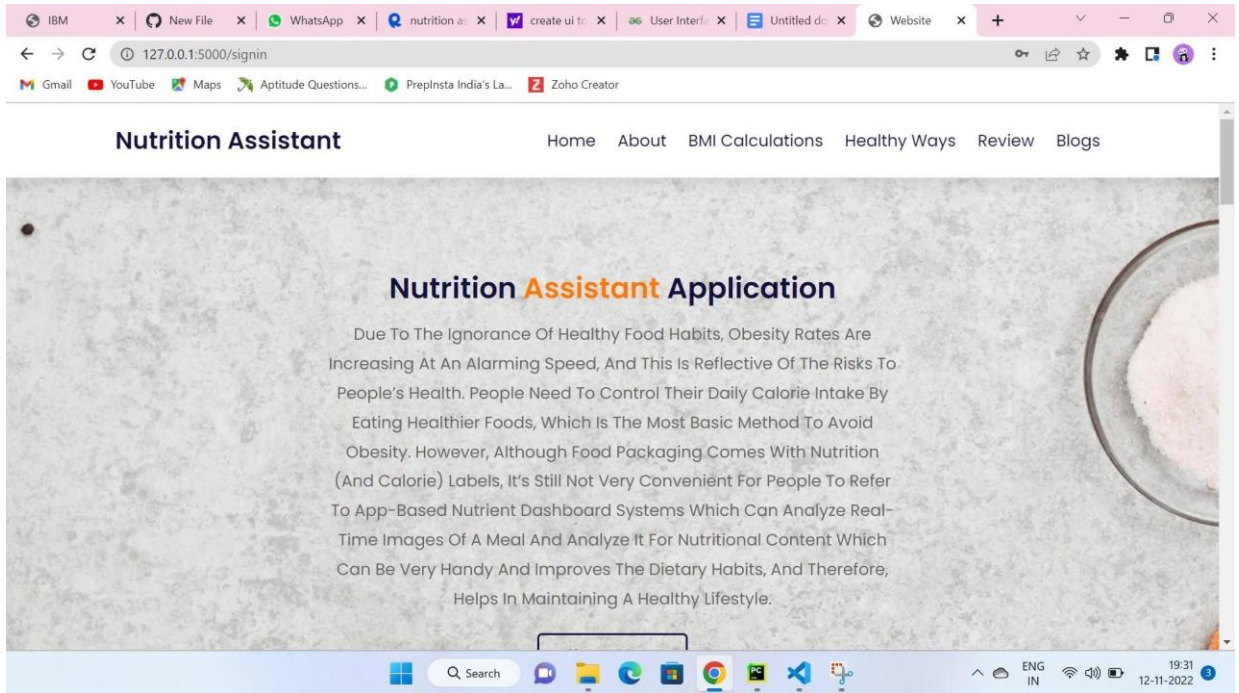 IBM
New File
WhatsApp
nutrition as
create ui to
User Interfa
Untitled do
Website
127.0.0.1:5000/signin
Gmail
YouTube
Maps
Aptitude Questions...
PrepInsta India's La...
Zoho Creator
Nutrition Assistant
Home About BMI Calculations Healthy Ways Review Blogs
Nutrition Assistant Application
Due To The Ignorance Of Healthy Food Habits, Obesity Rates Are
Increasing At An Alarming Speed, And This Is Reflective Of The Risks To
People's Health. People Need To Control Their Daily Calorie Intake By
Eating Healthier Foods, Which Is The Most Basic Method To Avoid
Obesity. However, Although Food Packaging Comes With Nutrition
(And Calorie) Labels, It's Still Not Very Convenient For People To Refer
To App-Based Nutrient Dashboard Systems Which Can Analyze Real-
Time Images Of A Meal And Analyze It For Nutritional Content Which
Can Be Very Handy And Improves The Dietary Habits, And Therefore,
Helps In Maintaining A Healthy Lifestyle.
Search
ENG
IN
19:31
12-11-2022
3